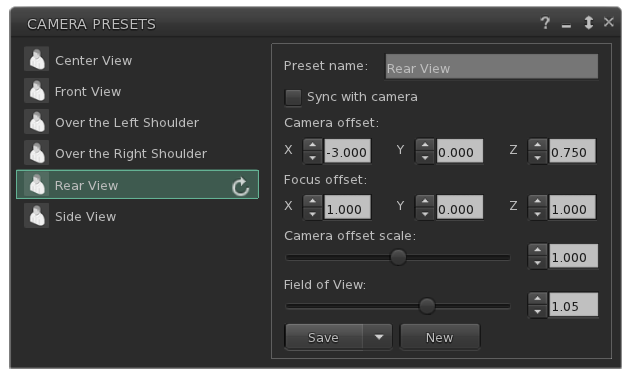 CAMERA PRESETS ?
Center View
Front View
Over the Left Shoulder
Over the Right Shoulder
Rear View
Side View
Preset name: Rear View
Sync with camera
Camera offset:
X -3.000 Y 0.000 Z 0.750
Focus offset:
X 1.000 Y 0.000 Z 1.000
Camera offset scale:
1.000
Field of View:
1.05
Save New